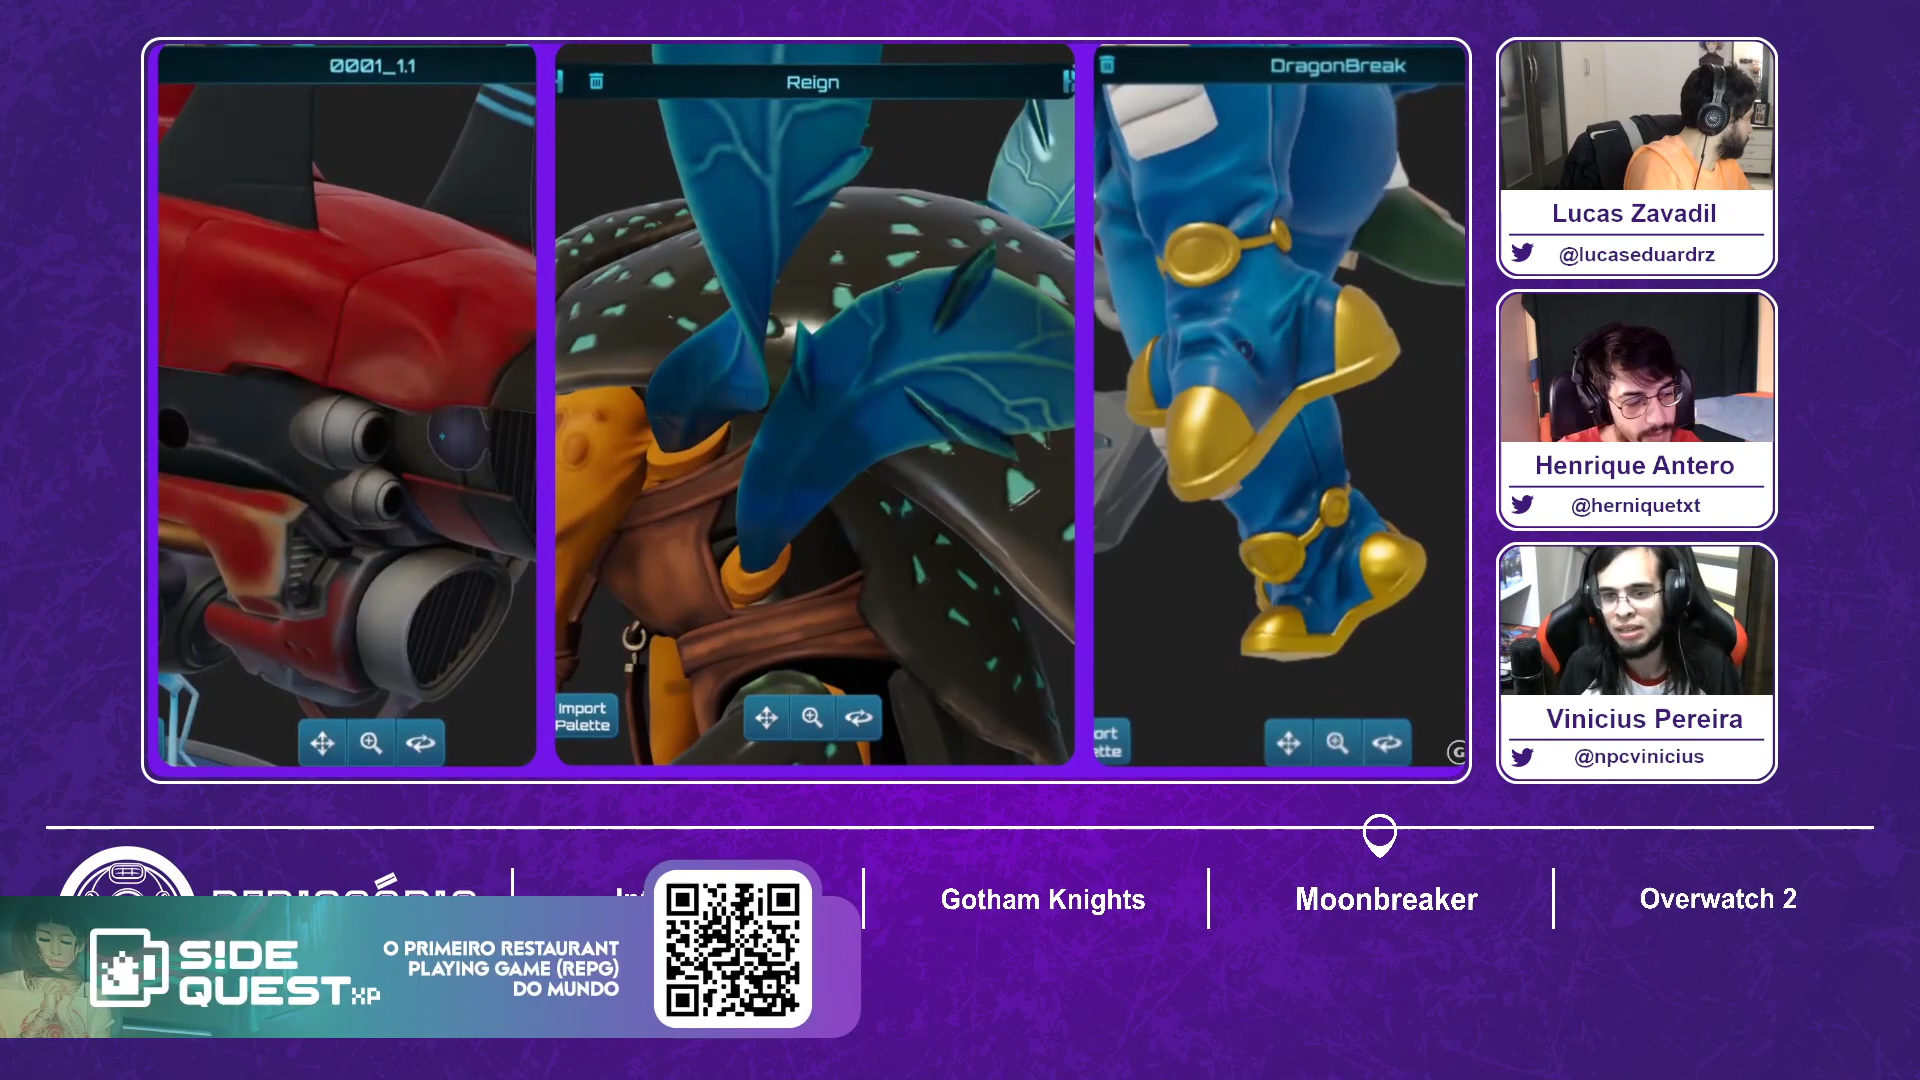 0001_1.1
Reign
DragonBreak
Import
Palette
Lucas Zavadil
@lucaseduardrz
Henrique Antero
@herniquetxt
Vinicius Pereira
@npcvinicius
Gotham Knights
Moonbreaker
Overwatch 2
S!DE
QUEST XP
O PRIMEIRO RESTAURANT
PLAYING GAME (REPG)
DO MUNDO